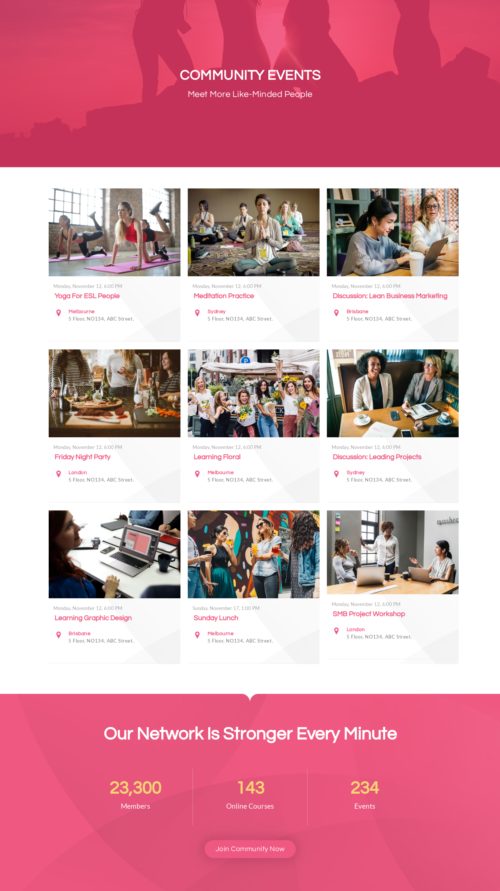 COMMUNITY EVENTS
Meet More Like-Minded People
Monday, November 12, 6:00 PM
Yoga For ESL People
Melbourne
5 Floor, NO134, ABC Street,
Monday, November 12, 6:00 PM
Meditation Practice
Sydney
5 Floor, NO134, ABC Street,
Monday, November 12, 6:00 PM
Discussion: Lean Business Marketing
Brisbane
5 Floor, NO134, ABC Street,
Monday, November 12, 6:00 PM
Friday Night Party
London
5 Floor, NO134, ABC Street,
Monday, November 12, 6:00 PM
Learning Floral
Melbourne
5 Floor, NO134, ABC Street,
Monday, November 12, 6:00 PM
Discussion: Leading Projects
Sydney
5 Floor, NO134, ABC Street,
Monday, November 12, 6:00 PM
Learning Graphic Design
Brisbane
5 Floor, NO134, ABC Street,
Sunday, November 17, 1:00 PM
Sunday Lunch
Melbourne
5 Floor, NO134, ABC Street,
Monday, November 12, 6:00 PM
SMB Project Workshop
London
5 Floor, NO134, ABC Street,
Our Network Is Stronger Every Minute
23,300
Members
143
Online Courses
234
Events
Join Community Now